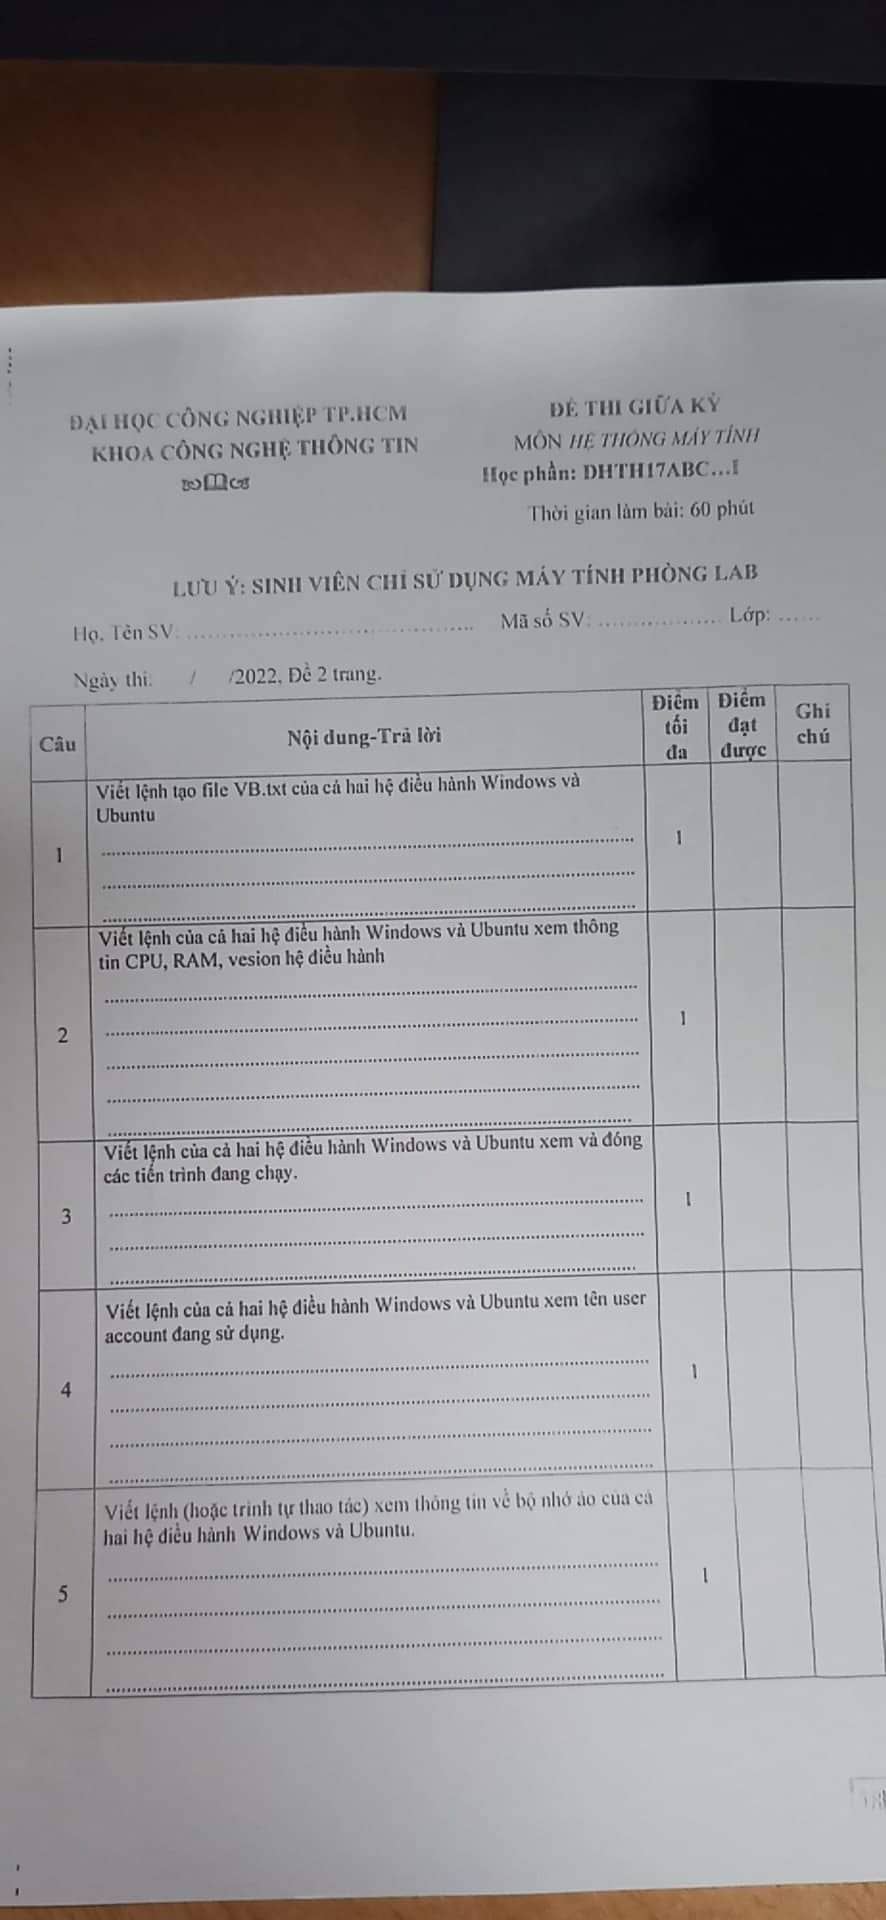 ĐẠI HỌC CÔNG NGHIỆP TP.HCM
KHOA CÔNG NGHỆ THÔNG TIN
ĐỀ THI GIỮA KỲ
MÔN HỆ THỐNG MÁY TÍNH
Học phần: DHTH17ABC...I
Thời gian làm bài: 60 phút
LƯU Ý: SINH VIÊN CHỈ SỬ DỤNG MÁY TÍNH PHÒNG LAB
Họ, Tên SV: ........................................ Mã số SV: .................. Lớp: ......
Ngày thi: / /2022, Đề 2 trang.
Câu
Nội dung-Trả lời
Điểm tối đa
Điểm đạt được
Ghi chú
1
Viết lệnh tạo file VB.txt của cả hai hệ điều hành Windows và
Ubuntu
1
2
Viết lệnh của cả hai hệ điều hành Windows và Ubuntu xem thông
tin CPU, RAM, vesion hệ điều hành
1
3
Viết lệnh của cả hai hệ điều hành Windows và Ubuntu xem và đóng
các tiến trình đang chạy.
1
4
Viết lệnh của cả hai hệ điều hành Windows và Ubuntu xem tên user
account đang sử dụng.
1
5
Viết lệnh (hoặc trình tự thao tác) xem thông tin về bộ nhớ ảo của cả
hai hệ điều hành Windows và Ubuntu.
1